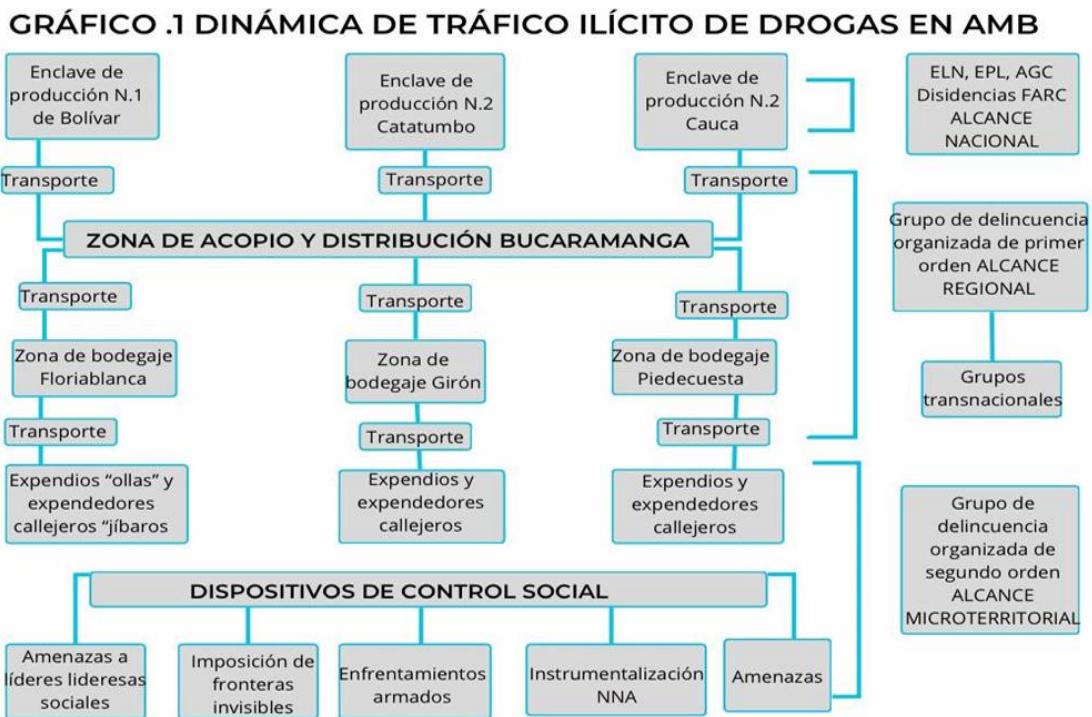 GRÁFICO .1 DINÁMICA DE TRÁFICO ILÍCITO DE DROGAS EN AMB
Enclave de
producción N.1
de Bolívar
Enclave de
producción N.2
Catatumbo
Enclave de
producción N.2
Cauca
ELN, EPL, AGC
Disidencias FARC
ALCANCE
NACIONAL
Transporte
Transporte
Transporte
ZONA DE ACOPIO Y DISTRIBUCIÓN BUCARAMANGA
Grupo de delincuencia
organizada de primer
orden ALCANCE
REGIONAL
Transporte
Transporte
Transporte
Zona de bodegaje
Floriablanca
Zona de
bodegaje Girón
Zona de bodegaje
Piedecuesta
Grupos
transnacionales
Transporte
Transporte
Transporte
Expendios “ollas” y
expendedores
callejeros “jíbaros
Expendios y
expendedores
callejeros
Expendios y
expendedores
callejeros
Grupo de
delincuencia
organizada de
segundo orden
ALCANCE
MICROTERRITORIAL
DISPOSITIVOS DE CONTROL SOCIAL
Amenazas a
líderes lideresas
sociales
Imposición de
fronteras
invisibles
Enfrentamientos
armados
Instrumentalización
NNA
Amenazas